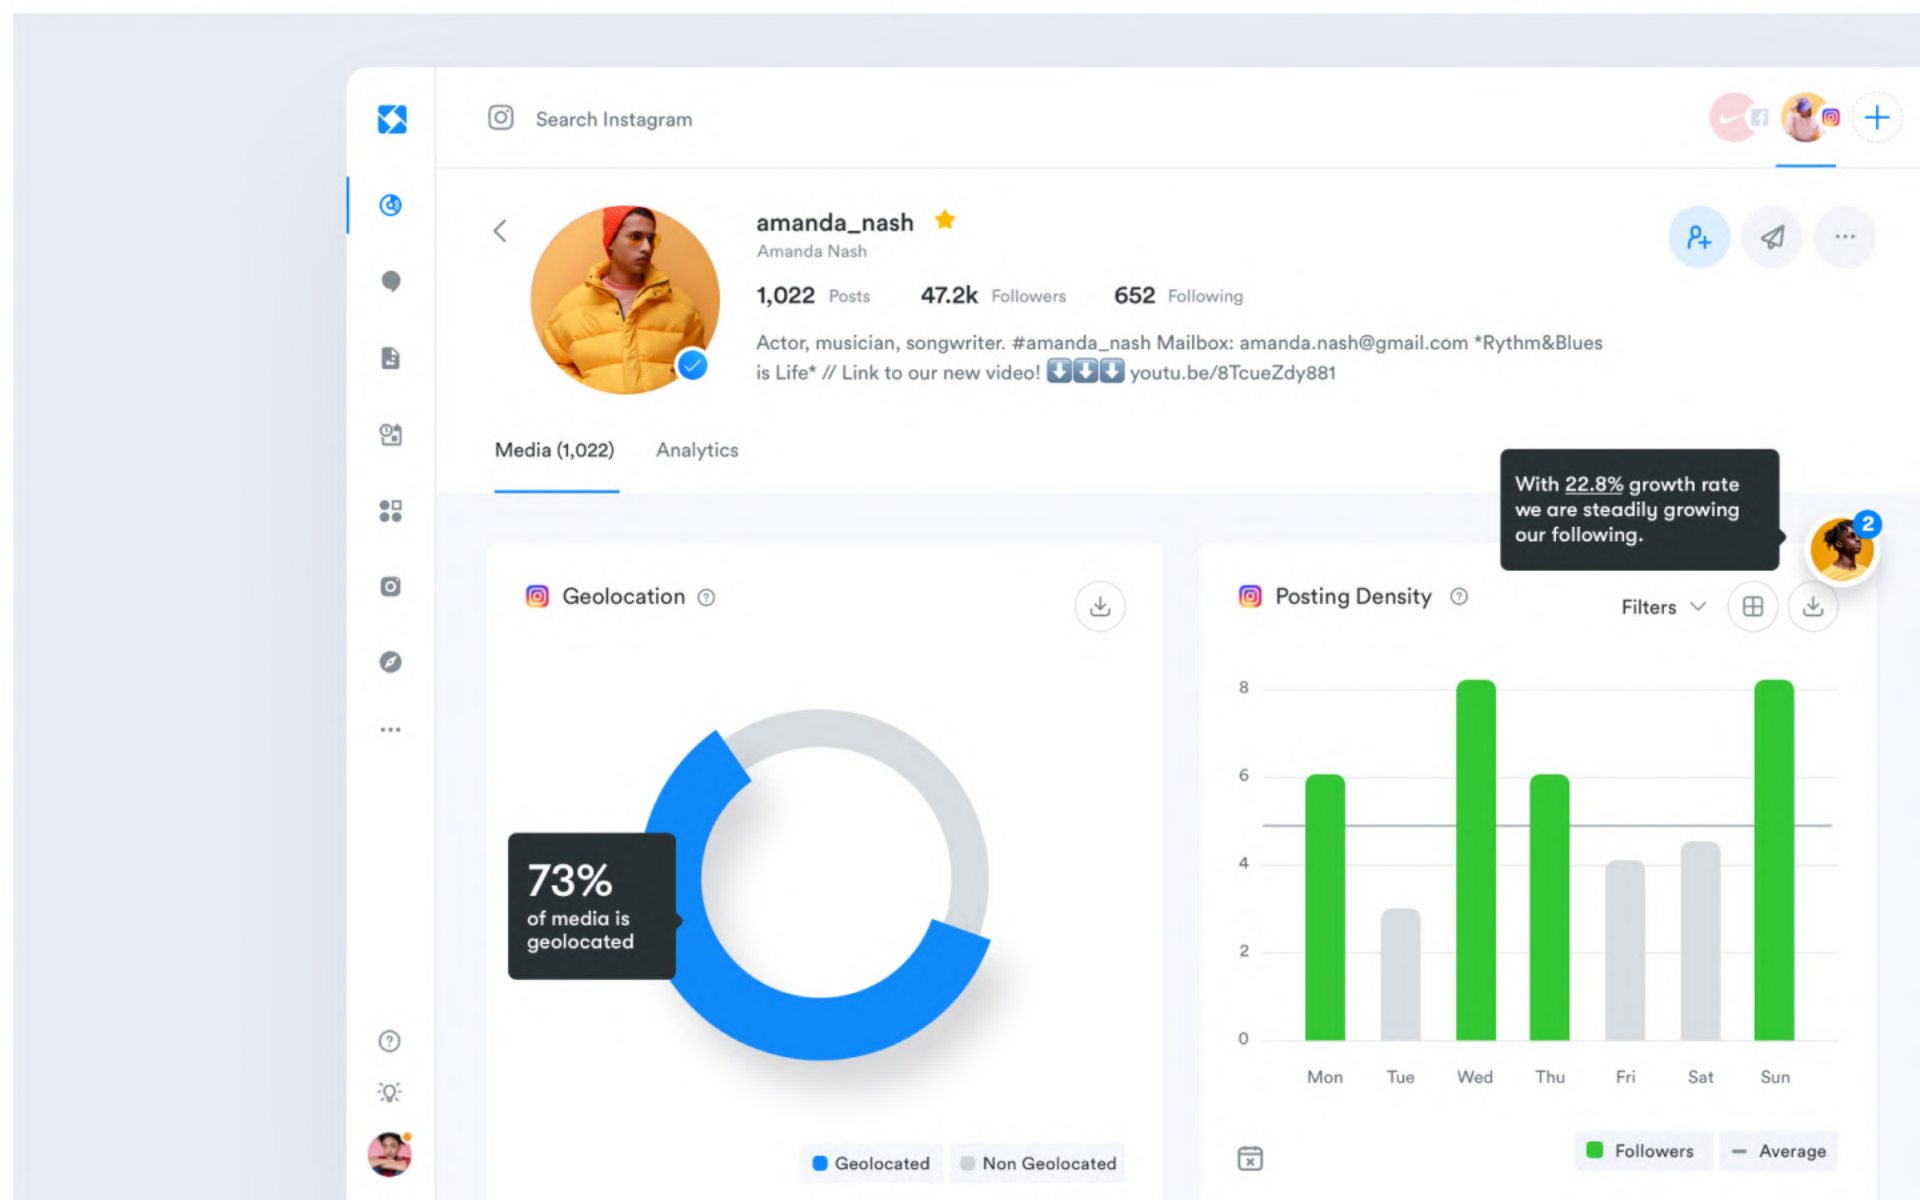 Search Instagram
amanda_nash
Amanda Nash
1,022 Posts 47.2k Followers 652 Following
Actor, musician, songwriter. #amanda_nash Mailbox: amanda.nash@gmail.com *Rythm&Blues
is Life* // Link to our new video! ⬇️⬇️⬇️ youtu.be/8TcueZdy881
Media (1,022) Analytics
With 22.8% growth rate
we are steadily growing
our following.
2
Geolocation ?
73%
of media is
geolocated
Geolocated Non Geolocated
Posting Density ?
Filters
8
6
4
2
0
Mon Tue Wed Thu Fri Sat Sun
Followers Average
?